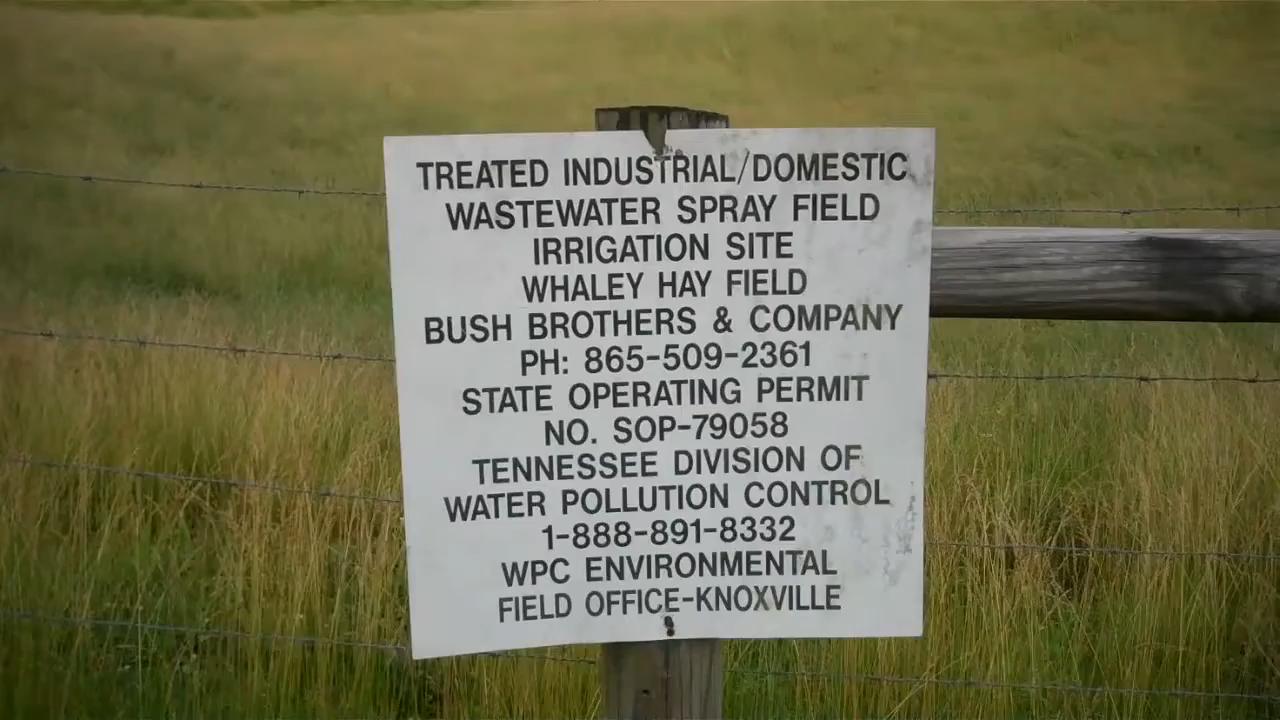 TREATED INDUSTRIAL/DOMESTIC
WASTEWATER SPRAY FIELD
IRRIGATION SITE
WHALEY HAY FIELD
BUSH BROTHERS & COMPANY
PH: 865-509-2361
STATE OPERATING PERMIT
NO. SOP-79058
TENNESSEE DIVISION OF
WATER POLLUTION CONTROL
1-888-891-8332
WPC ENVIRONMENTAL
FIELD OFFICE-KNOXVILLE